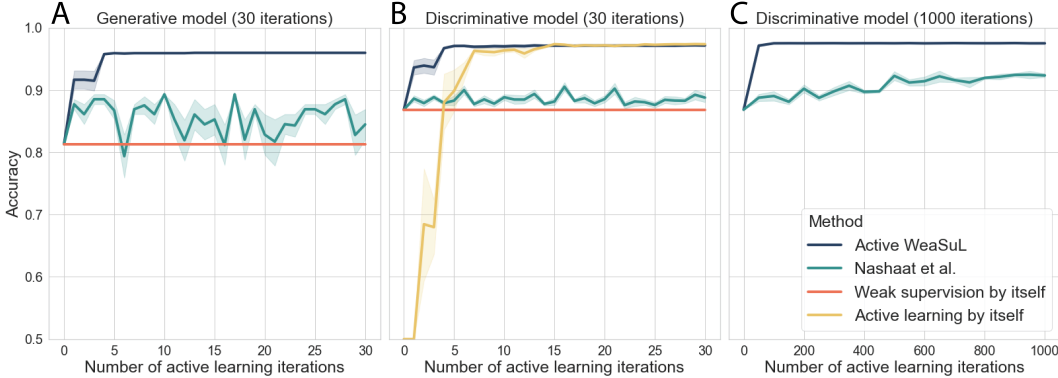 A Generative model (30 iterations)
B Discriminative model (30 iterations)
C Discriminative model (1000 iterations)
Accuracy
1.0
0.9
0.8
0.7
0.6
0.5
0 5 10 15 20 25 30
Number of active learning iterations
0 5 10 15 20 25 30
Number of active learning iterations
Method
Active WeaSuL
Nashaat et al.
Weak supervision by itself
Active learning by itself
0 200 400 600 800 1000
Number of active learning iterations